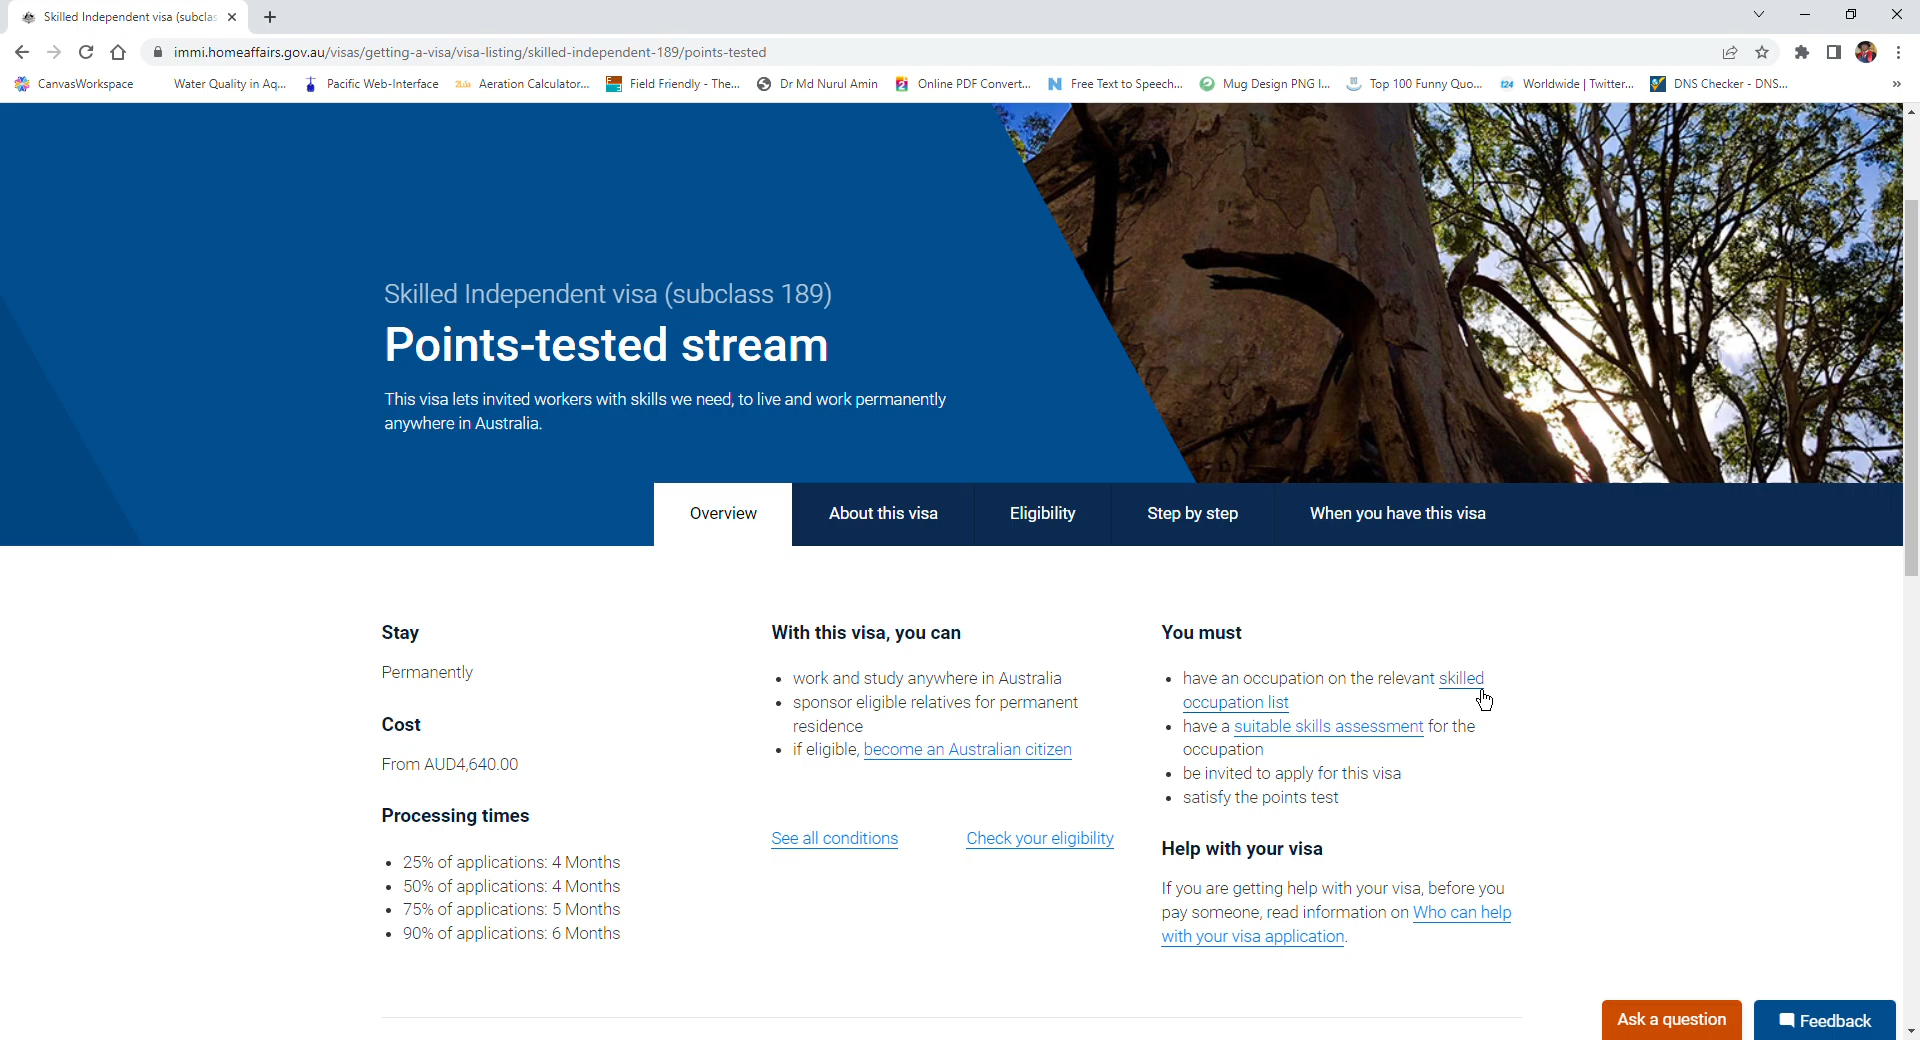 Skilled Independent visa (subclas
immi.homeaffairs.gov.au/visas/getting-a-visa/visa-listing/skilled-independent-189/points-tested
CanvasWorkspace
Water Quality in Aq...
Pacific Web-Interface
Aeration Calculator...
Field Friendly - The...
Dr Md Nurul Amin
Online PDF Convert...
Free Text to Speech...
Mug Design PNG I...
Top 100 Funny Quo...
t24
Worldwide | Twitter...
DNS Checker - DNS...
»
Skilled Independent visa (subclass 189)
Points-tested stream
This visa lets invited workers with skills we need, to live and work permanently
anywhere in Australia.
Overview
About this visa
Eligibility
Step by step
When you have this visa
Stay
Permanently
Cost
From AUD4,640.00
Processing times
• 25% of applications: 4 Months
• 50% of applications: 4 Months
• 75% of applications: 5 Months
• 90% of applications: 6 Months
With this visa, you can
• work and study anywhere in Australia
• sponsor eligible relatives for permanent
residence
• if eligible, become an Australian citizen
See all conditions
Check your eligibility
You must
• have an occupation on the relevant skilled
occupation list
• have a suitable skills assessment for the
occupation
• be invited to apply for this visa
• satisfy the points test
Help with your visa
If you are getting help with your visa, before you
pay someone, read information on Who can help
with your visa application.
Ask a question
Feedback